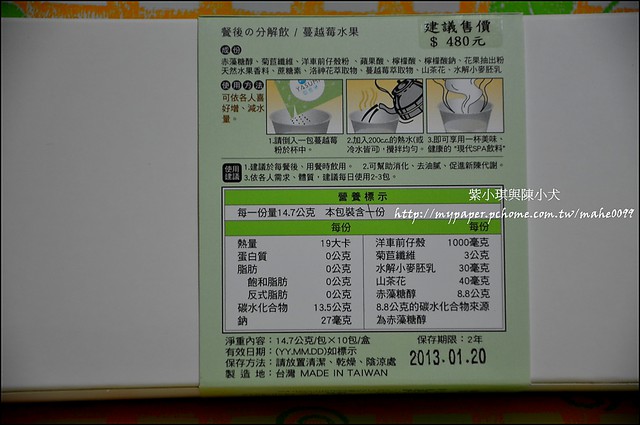 餐後の分解飲 / 蔓越莓水果
建議售價
$ 480元
成份
赤藻糖醇、菊苣纖維、洋車前仔殼粉、蘋果酸、檸檬酸、檸檬酸鈉、花果抽出粉
天然水果香料、蔗糖素、洛神花萃取物、蔓越莓萃取物、山茶花、水解小麥胚乳
使用方法
可依各人喜
好增、減水
量。
1.請倒入一包蔓越莓
粉於杯中。
2.加入200c.c.的熱水(或
冷水皆可，攪拌均勻。
3.即可享用一杯美味、
健康的 "現代SPA飲料"
使用
建議
1.建議於每餐後、用餐時飲用。 2.可幫助消化、去油膩，促進新陳代謝。
3.依各人需求、體質，建議每日使用2-3包。
營養標示
每一份量14.7公克 本包裝含一份
每份
每份
熱量 19大卡
蛋白質 0公克
脂肪 0公克
飽和脂肪 0公克
反式脂肪 0公克
碳水化合物 13.5公克
鈉 27毫克
洋車前仔殼 1000毫克
菊苣纖維 3公克
水解小麥胚乳 30毫克
山茶花 40毫克
赤藻糖醇 8.8公克
8.8公克的碳水化合物來源
為赤藻糖醇
淨重內容：14.7公克/包×10包/盒
保存期限：2年
有效日期：(YY.MM.DD)如標示
2013.01.20
保存方法：請放置清潔、乾燥、陰涼處
製 造 地：台灣 MADE IN TAIWAN
紫小琪與陳小犬
http://mypaper.pchome.com.tw/mahe0099